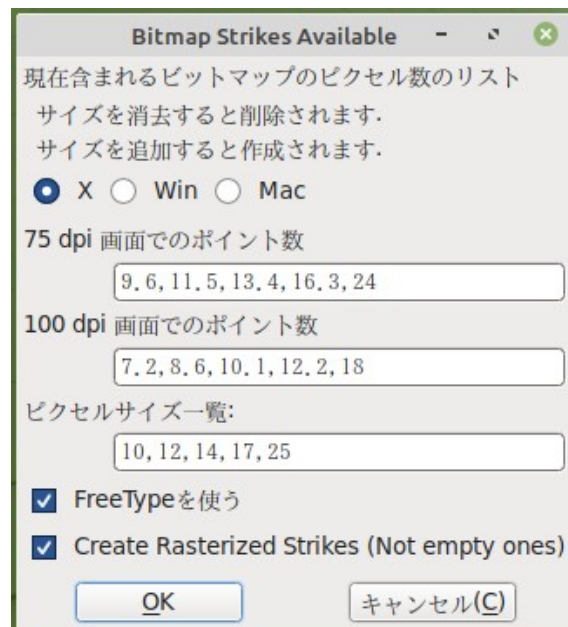 Bitmap Strikes Available
現在含まれるビットマップのピクセル数のリスト
サイズを消去すると削除されます.
サイズを追加すると作成されます.
X Win Mac
75 dpi 画面でのポイント数
9.6,11.5,13.4,16.3,24
100 dpi 画面でのポイント数
7.2,8.6,10.1,12.2,18
ピクセルサイズ一覧:
10,12,14,17,25
FreeTypeを使う
Create Rasterized Strikes (Not empty ones)
OK キャンセル(C)